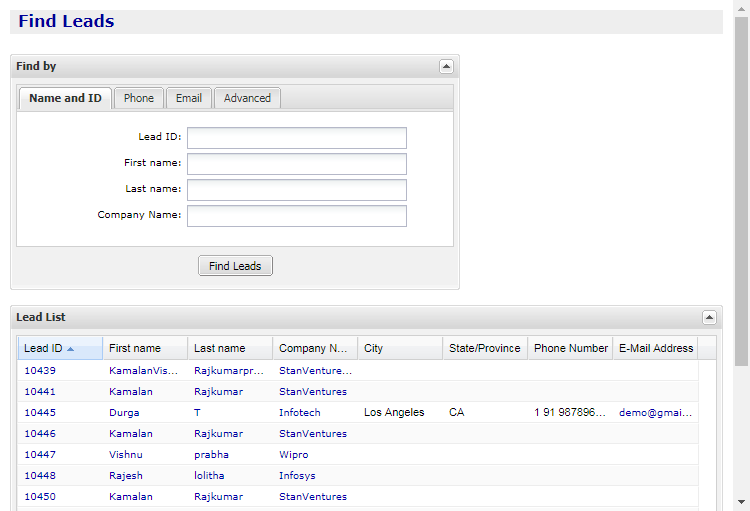 Find Leads
Find by
Name and ID Phone Email Advanced
Lead ID:
First name:
Last name:
Company Name:
Find Leads
Lead List
Lead ID First name Last name Company N... City State/Province Phone Number E-Mail Address
10439 KamalanVis... Rajkumarpr... StanVenture...
10441 Kamalan Rajkumar StanVentures
10445 Durga T Infotech Los Angeles CA 1 91 987896... demo@gmai...
10446 Kamalan Rajkumar StanVentures
10447 Vishnu prabha Wipro
10448 Rajesh lolitha Infosys
10450 Kamalan Rajkumar StanVentures